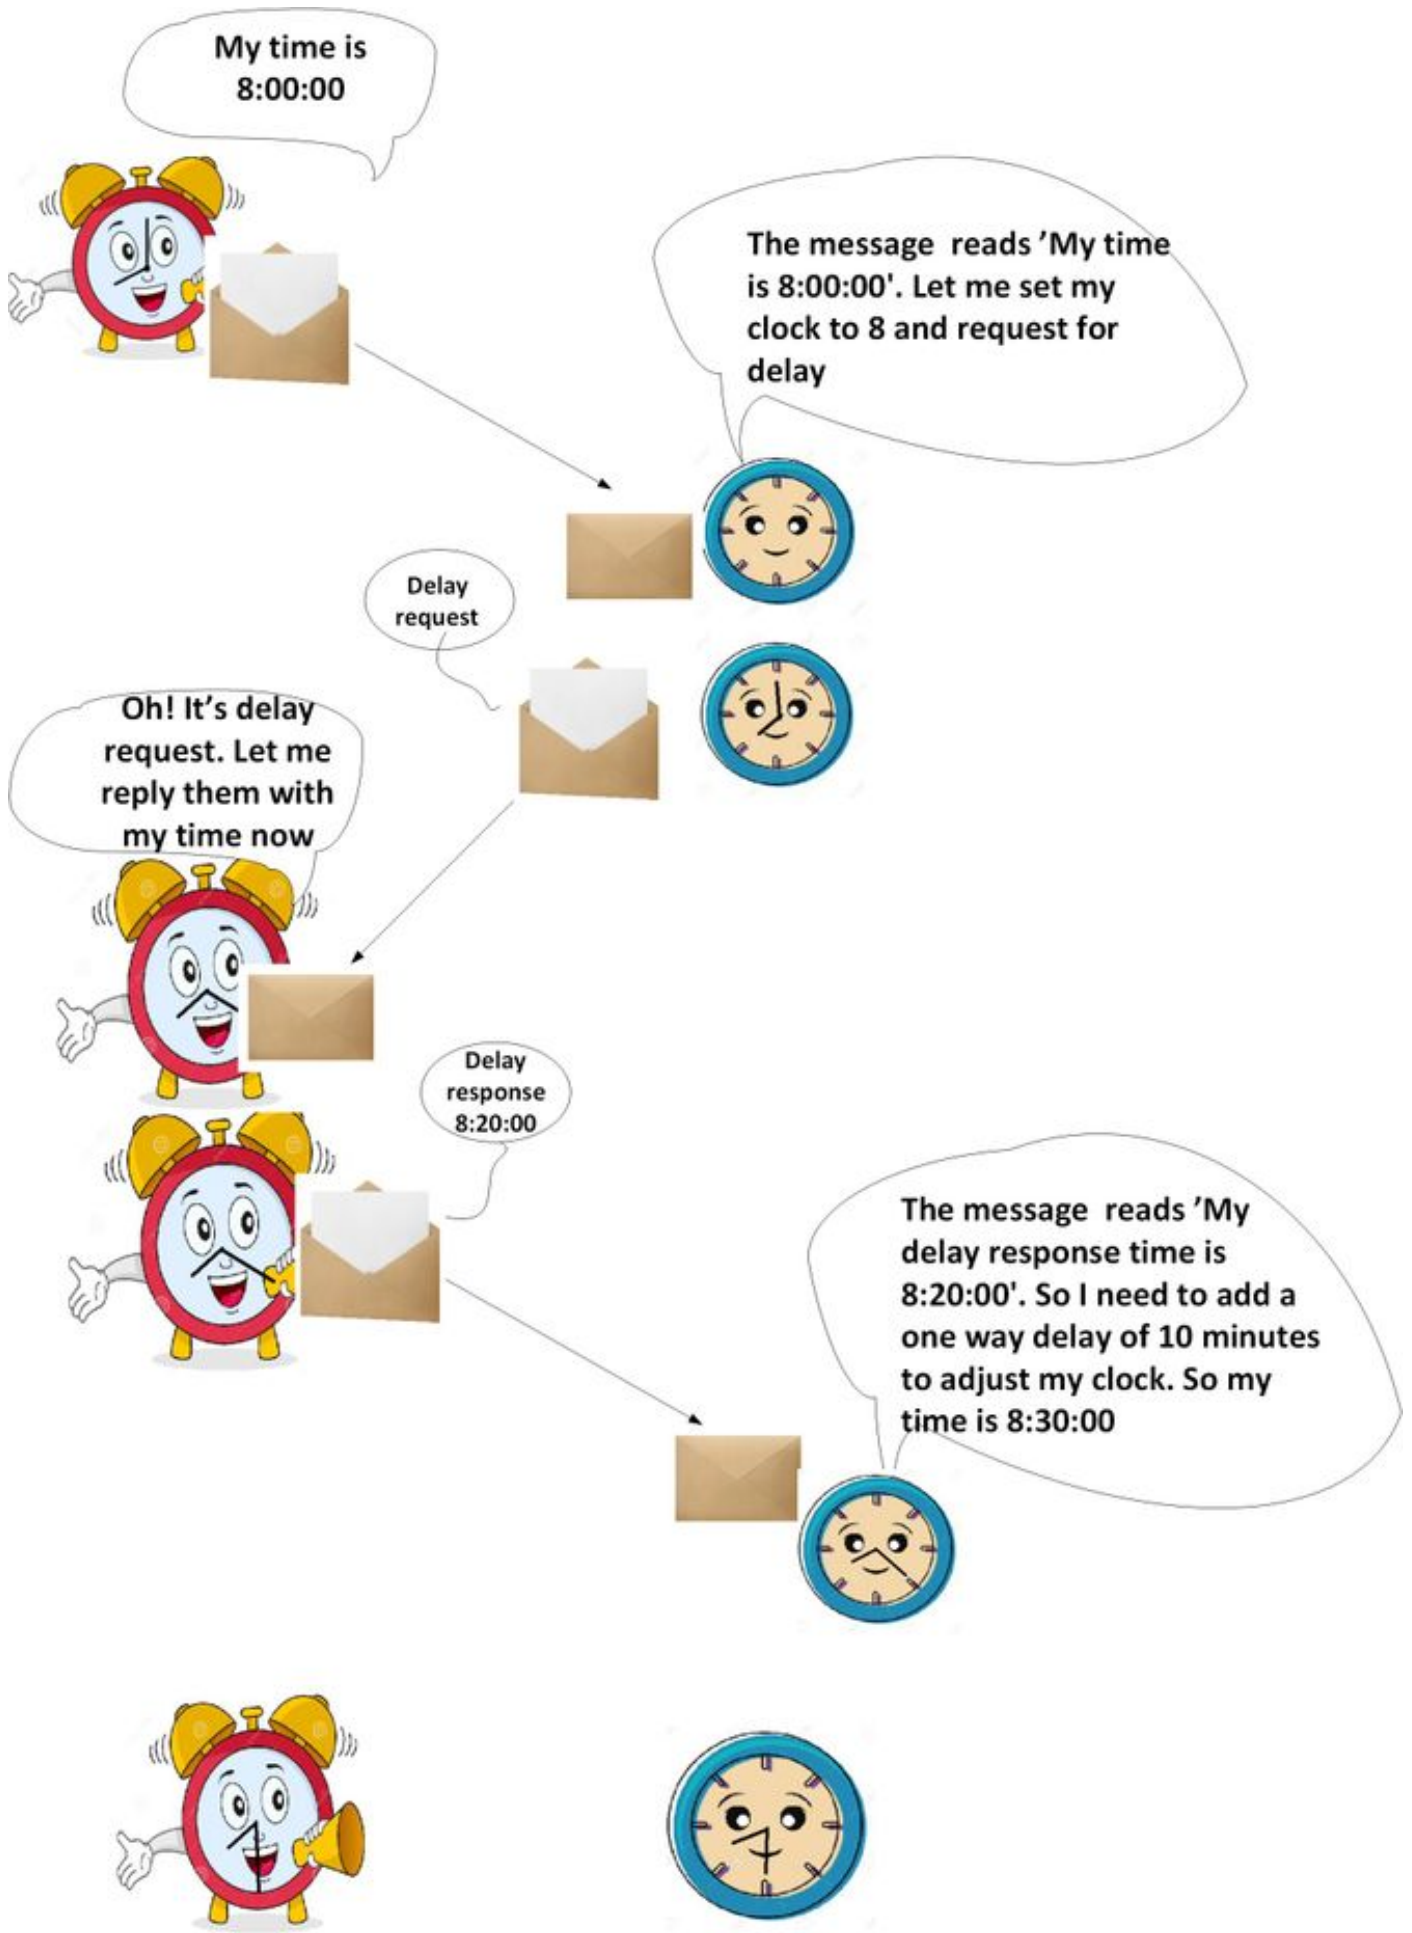 My time is
8:00:00
The message reads ’My time
is 8:00:00'. Let me set my
clock to 8 and request for
delay
Delay
request
Oh! It’s delay
request. Let me
reply them with
my time now
Delay
response
8:20:00
The message reads ’My
delay response time is
8:20:00'. So I need to add a
one way delay of 10 minutes
to adjust my clock. So my
time is 8:30:00